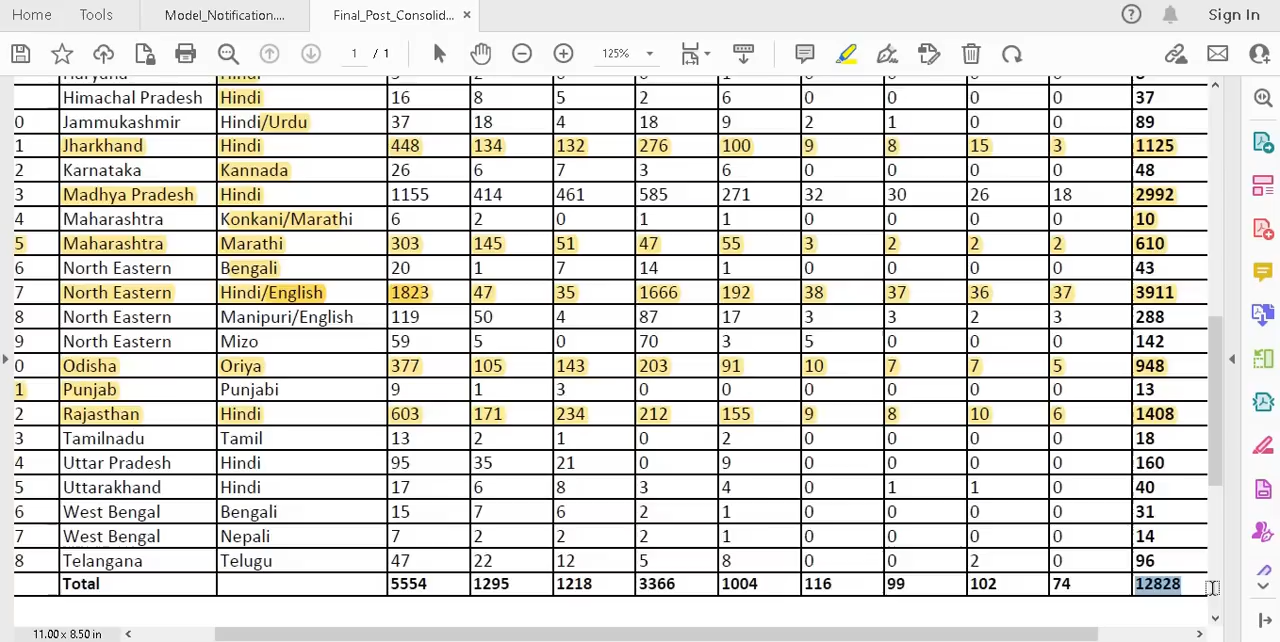 Home Tools Model_Notification.... Final_Post_Consolid... × Sign In
1 / 1 125%
Haryana Hindi 5 2 0 0 1 0 0 0 0 8
Himachal Pradesh Hindi 16 8 5 2 6 0 0 0 0 37
0 Jammukashmir Hindi/Urdu 37 18 4 18 9 2 1 0 0 89
1 Jharkhand Hindi 448 134 132 276 100 9 8 15 3 1125
2 Karnataka Kannada 26 6 7 3 6 0 0 0 0 48
3 Madhya Pradesh Hindi 1155 414 461 585 271 32 30 26 18 2992
4 Maharashtra Konkani/Marathi 6 2 0 1 1 0 0 0 0 10
5 Maharashtra Marathi 303 145 51 47 55 3 2 2 2 610
6 North Eastern Bengali 20 1 7 14 1 0 0 0 0 43
7 North Eastern Hindi/English 1823 47 35 1666 192 38 37 36 37 3911
8 North Eastern Manipuri/English 119 50 4 87 17 3 3 2 3 288
9 North Eastern Mizo 59 5 0 70 3 5 0 0 0 142
0 Odisha Oriya 377 105 143 203 91 10 7 7 5 948
1 Punjab Punjabi 9 1 3 0 0 0 0 0 0 13
2 Rajasthan Hindi 603 171 234 212 155 9 8 10 6 1408
3 Tamilnadu Tamil 13 2 1 0 2 0 0 0 0 18
4 Uttar Pradesh Hindi 95 35 21 0 9 0 0 0 0 160
5 Uttarakhand Hindi 17 6 8 3 4 0 1 1 0 40
6 West Bengal Bengali 15 7 6 2 1 0 0 0 0 31
7 West Bengal Nepali 7 2 2 2 1 0 0 0 0 14
8 Telangana Telugu 47 22 12 5 8 0 0 2 0 96
Total 5554 1295 1218 3366 1004 116 99 102 74 12828
11.00 x 8.50 in